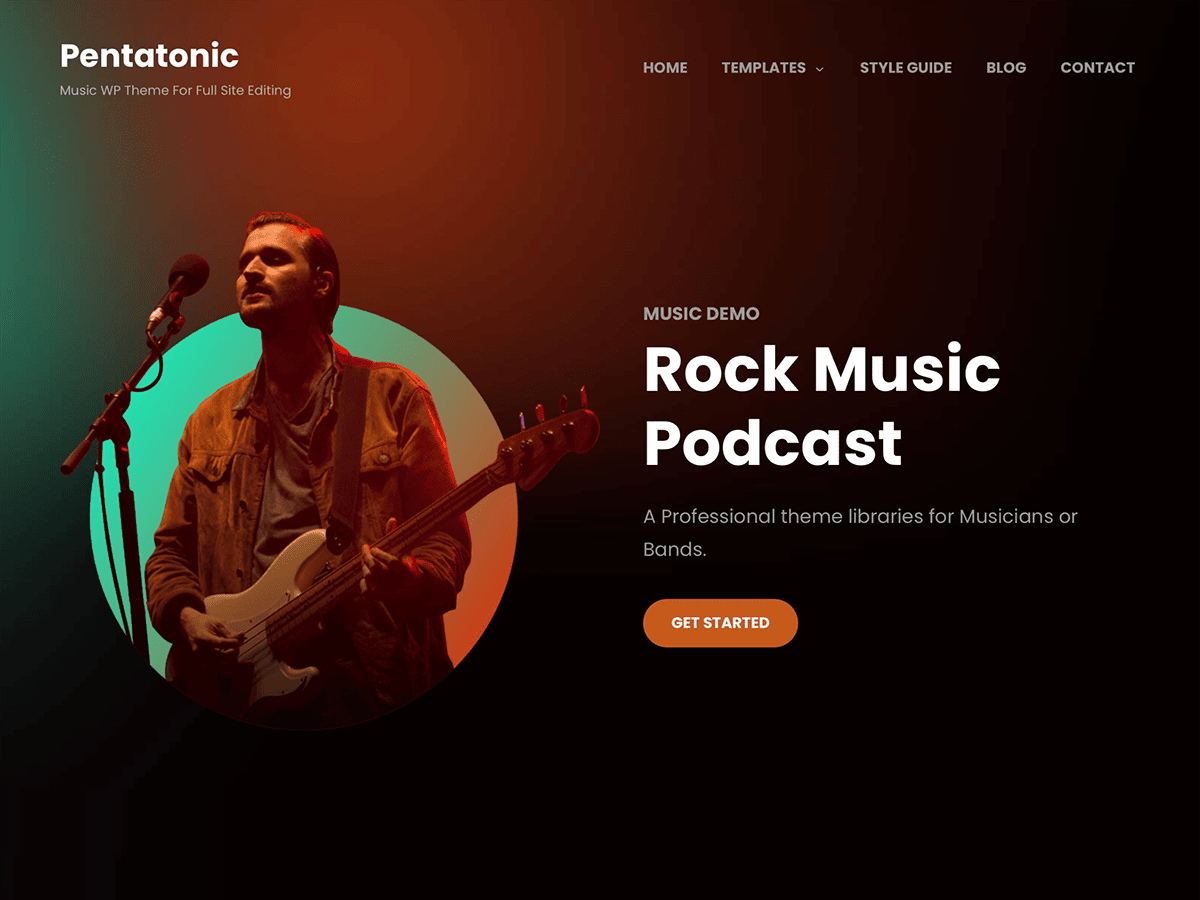 Pentatonic
Music WP Theme For Full Site Editing
HOME TEMPLATES STYLE GUIDE BLOG CONTACT
MUSIC DEMO
Rock Music
Podcast
A Professional theme libraries for Musicians or
Bands.
GET STARTED